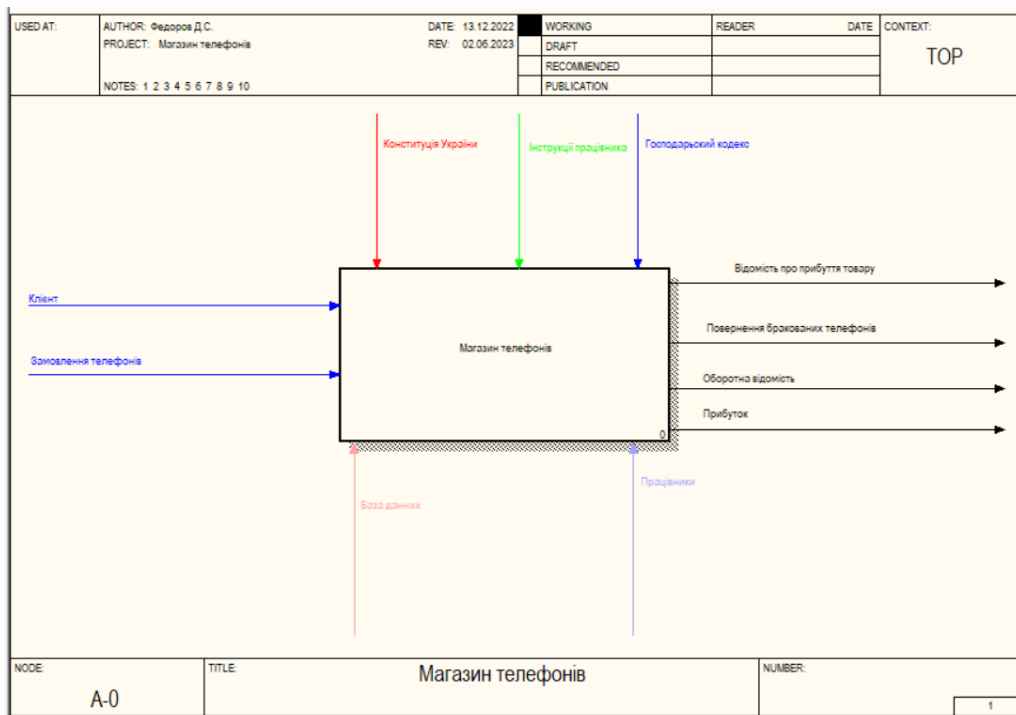 USED AT:
AUTHOR: Федоров Д.С.
DATE: 13.12.2022
PROJECT: Магазин телефонів
REV: 02.06.2023
NOTES: 1 2 3 4 5 6 7 8 9 10
WORKING
DRAFT
RECOMMENDED
PUBLICATION
READER
DATE
CONTEXT:
TOP
Конституція України
Інструкції працівника
Господарьский кодекс
Клієнт
Замовлення телефонів
Магазин телефонів
0
Відомість про прибуття товару
Повернення бракованих телефонів
Оборотна відомість
Прибуток
База данних
Працівники
NODE:
A-0
TITLE:
Магазин телефонів
NUMBER:
1